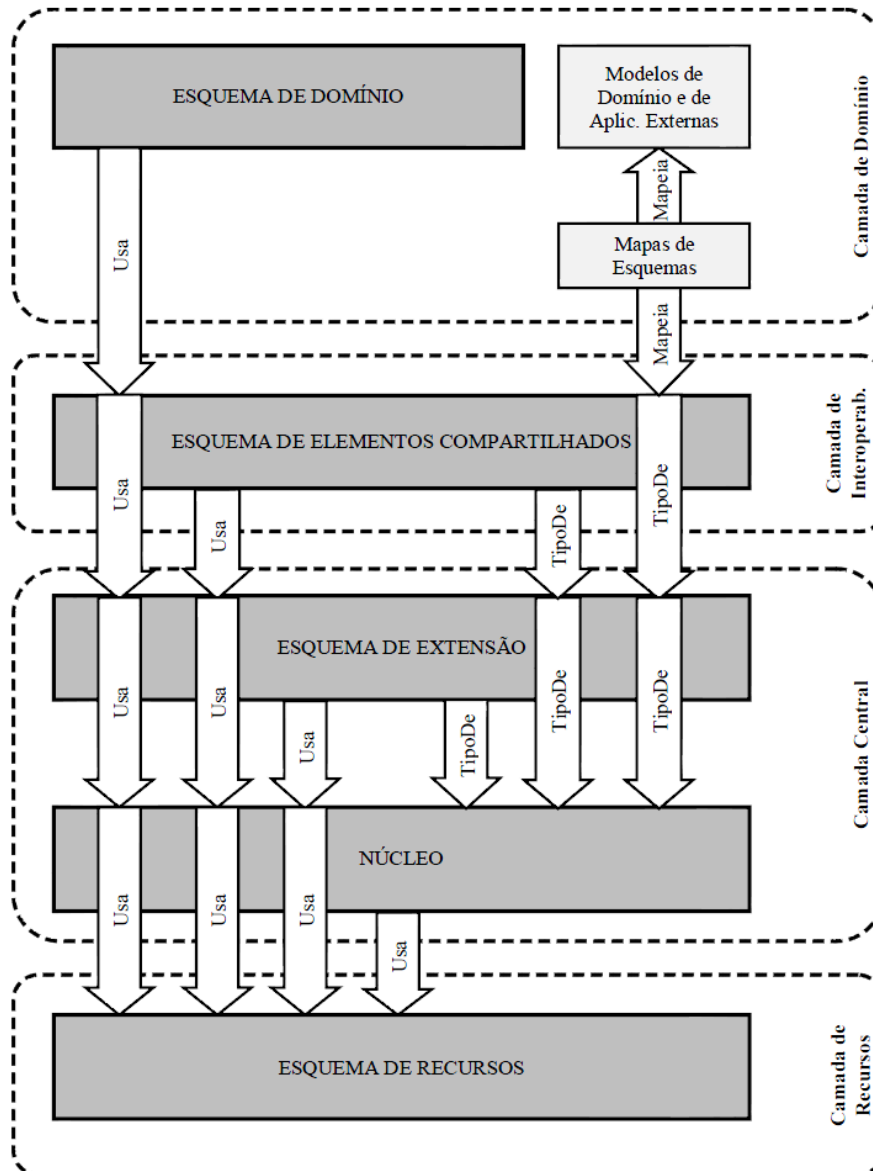 ESQUEMA DE DOMÍNIO
Modelos de
Domínio e de
Aplic. Externas
Camada de Domínio
Mapeia
Usa
Mapas de
Esquemas
Mapeia
ESQUEMA DE ELEMENTOS COMPARTILHADOS
Camada de
Interoperab.
Usa
TipoDe
Usa
TipoDe
ESQUEMA DE EXTENSÃO
Usa
Usa
TipoDe
TipoDe
Usa
TipoDe
Camada Central
NÚCLEO
Usa
Usa
Usa
Usa
ESQUEMA DE RECURSOS
Camada de
Recursos